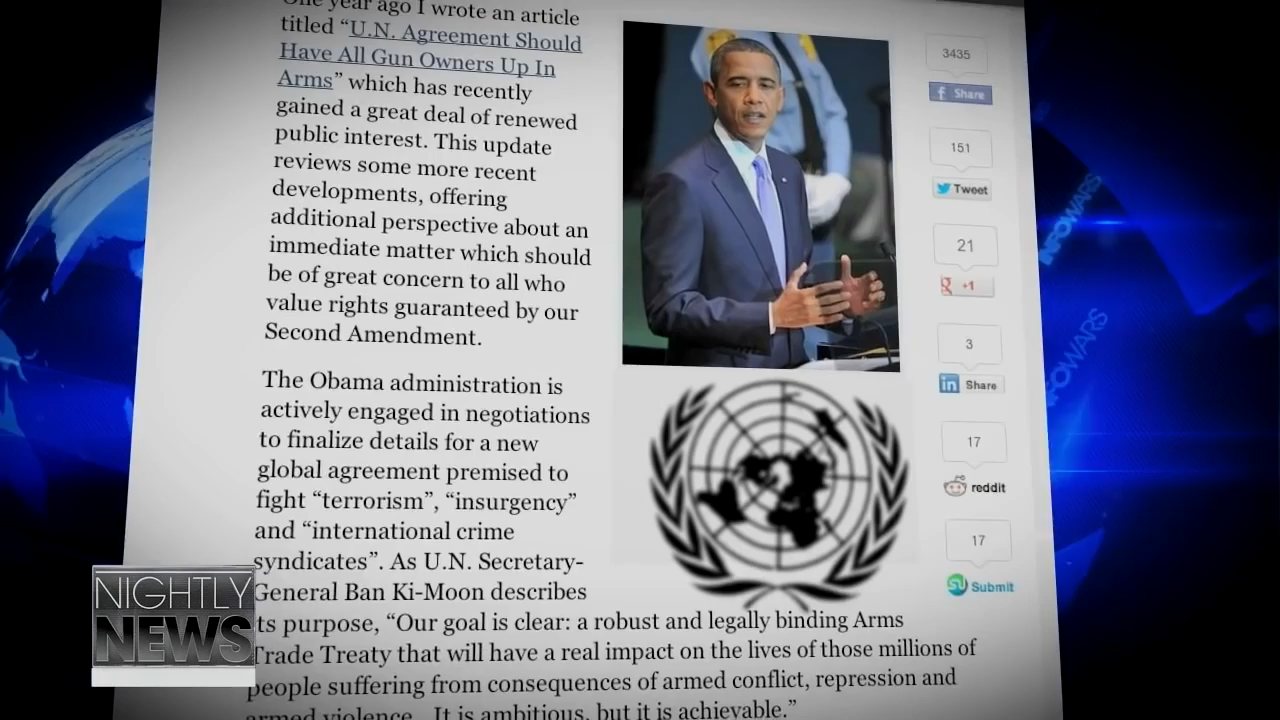 One year ago I wrote an article
titled “U.N. Agreement Should
Have All Gun Owners Up In
Arms” which has recently
gained a great deal of renewed
public interest. This update
reviews some more recent
developments, offering
additional perspective about an
immediate matter which should
be of great concern to all who
value rights guaranteed by our
Second Amendment.
The Obama administration is
actively engaged in negotiations
to finalize details for a new
global agreement premised to
fight “terrorism”, “insurgency”
and “international crime
syndicates”. As U.N. Secretary-
General Ban Ki-Moon describes
its purpose, “Our goal is clear: a robust and legally binding Arms
Trade Treaty that will have a real impact on the lives of those millions of
people suffering from consequences of armed conflict, repression and
armed violence. It is ambitious, but it is achievable.”
3435
f Share
151
Tweet
21
g +1
3
in Share
17
reddit
17
Submit
INFOWARS
INFOWARS
NIGHTLY
NEWS